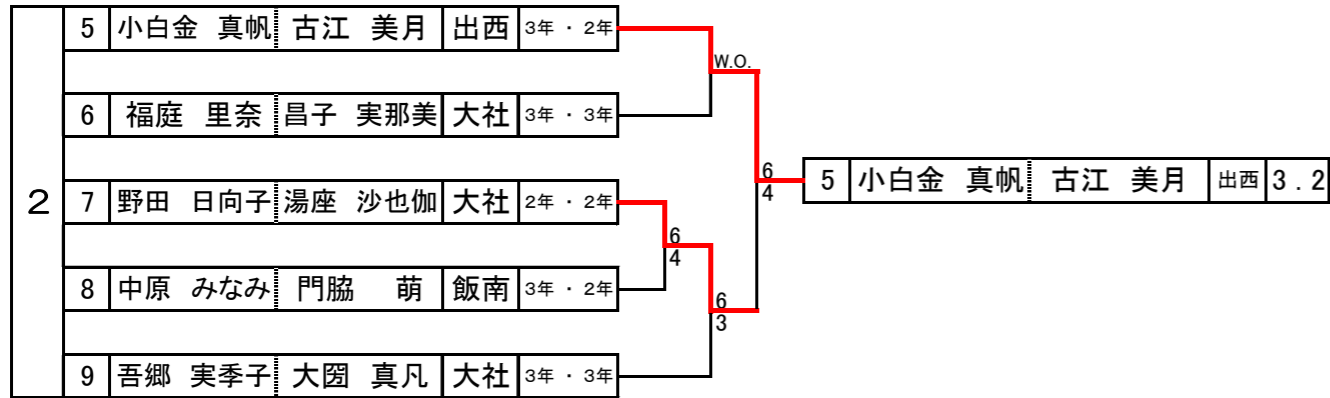 5 小白金 真帆 古江 美月 出西 3年 ・ 2年
W.O.
6 福庭 里奈 昌子 実那美 大社 3年 ・ 3年
6
4
5 小白金 真帆 古江 美月 出西 3.2
2
7 野田 日向子 湯座 沙也伽 大社 2年 ・ 2年
6
4
8 中原 みなみ 門脇 萌 飯南 3年 ・ 2年
6
3
9 吾郷 実季子 大圀 真凡 大社 3年 ・ 3年